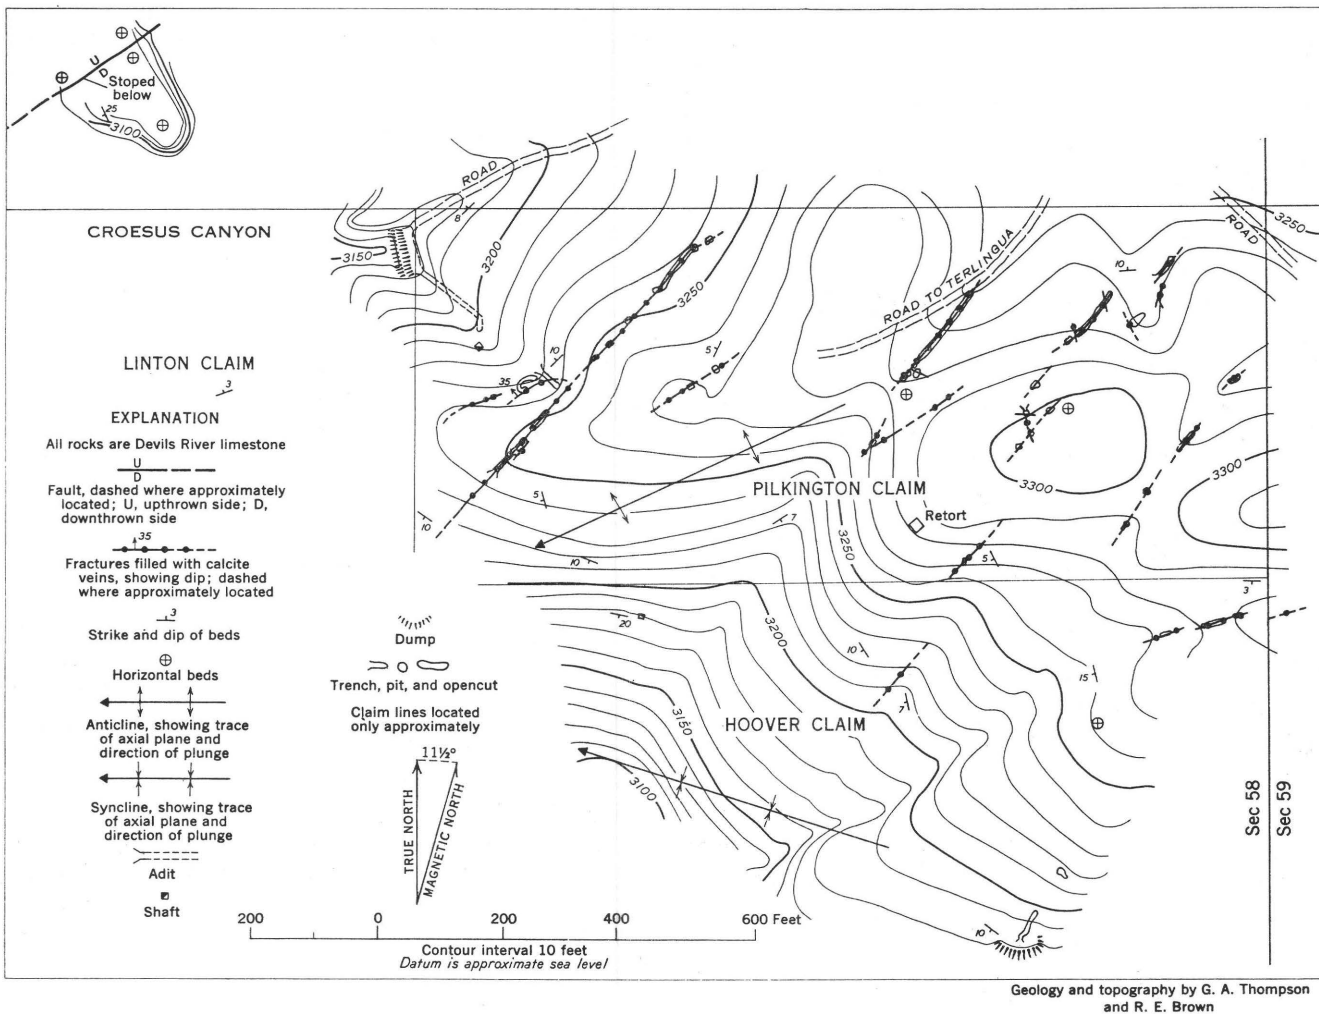 U
D
Stoped
below
25
3100
ROAD
8
CROESUS CANYON
3150
3200
3250
ROAD TO TERLINGUA
10
3250
ROAD
LINTON CLAIM
3
10
35
5
EXPLANATION
All rocks are Devils River limestone
U
D
Fault, dashed where approximately
located; U, upthrown side; D,
downthrown side
35
Fractures filled with calcite
veins, showing dip; dashed
where approximately located
3
Strike and dip of beds
Horizontal beds
Anticline, showing trace
of axial plane and
direction of plunge
Syncline, showing trace
of axial plane and
direction of plunge
Adit
Shaft
Dump
Trench, pit, and opencut
Claim lines located
only approximately
11½°
TRUE NORTH
MAGNETIC NORTH
PILKINGTON CLAIM
3300
3300
Retort
5
10
7
3250
10
5
3
20
3200
10
15
7
3150
HOOVER CLAIM
3100
10
Sec 58
Sec 59
200
0
200
400
600 Feet
Contour interval 10 feet
Datum is approximate sea level
Geology and topography by G. A. Thompson
and R. E. Brown